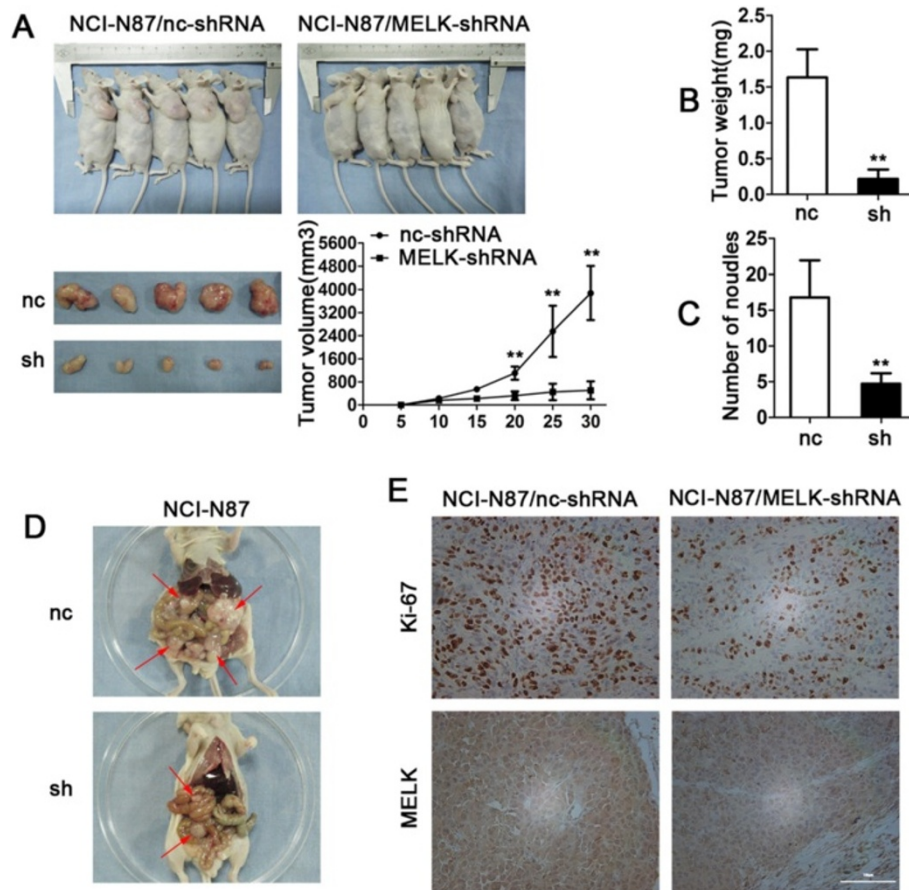 A
NCI-N87/nc-shRNA
NCI-N87/MELK-shRNA
nc
sh
Tumor volume(mm3)
5600
4800
4000
3200
2400
1600
800
0
nc-shRNA
MELK-shRNA
**
**
**
0 5 10 15 20 25 30
B
Tumor weight(mg)
2.5
2.0
1.5
1.0
0.5
0.0
**
nc sh
C
Number of noudles
25
20
15
10
5
0
**
nc sh
D
NCI-N87
nc
sh
E
NCI-N87/nc-shRNA
NCI-N87/MELK-shRNA
Ki-67
MELK